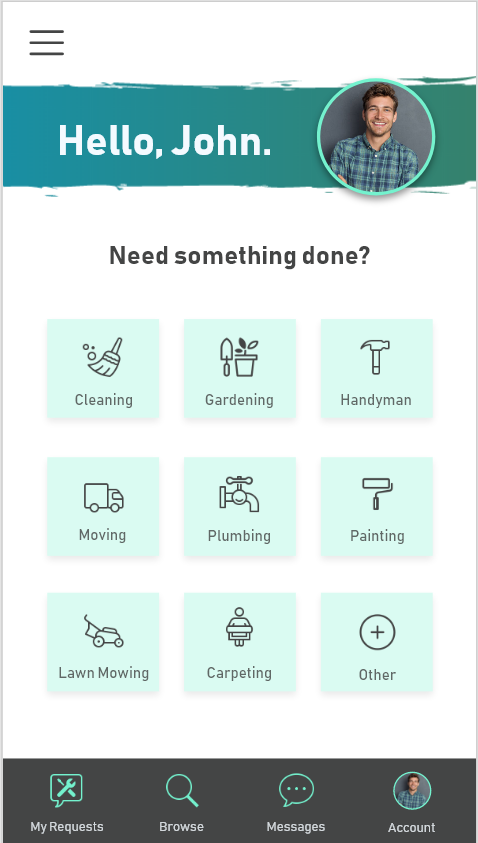 Hello, John.
Need something done?
Cleaning
Gardening
Handyman
Moving
Plumbing
Painting
Lawn Mowing
Carpeting
Other
My Requests
Browse
Messages
Account